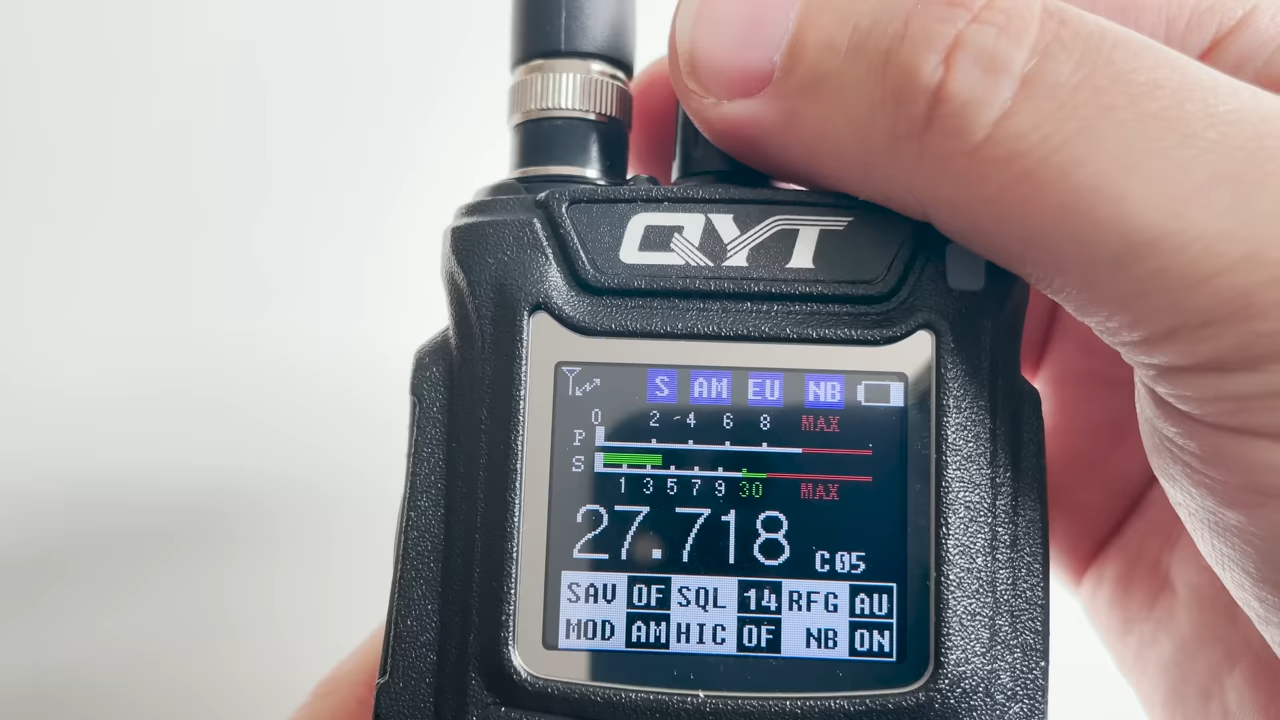 QYT
S AM EU NB
0 2 4 6 8 MAX
P
S
1 3 5 7 9 30 MAX
27.718 C05
SAV OF SQL 14 RFG AU
MOD AM HIC OF NB ON